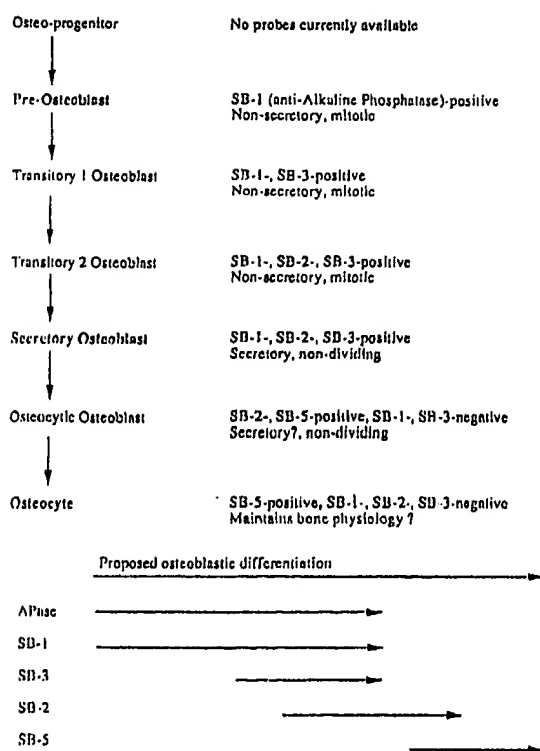 Osteo-progenitor No probes currently available
Pre-Osteoblast SB-1 (anti-Alkuline Phosphatase)-positive
Non-secretory, mitotic
Transitory 1 Osteoblast SB-1-, SB-3-positive
Non-secretory, mitotic
Transitory 2 Osteoblast SB-1-, SB-2-, SB-3-positive
Non-secretory, mitotic
Secretory Osteoblast SB-1-, SB-2-, SB-3-positive
Secretory, non-dividing
Osteocytic Osteoblast SB-2-, SB-5-positive, SB-1-, SB-3-negative
Secretory?, non-dividing
Osteocyte SB-5-positive, SB-1-, SB-2-, SB-3-negative
Maintains bone physiology ?
Proposed osteoblastic differentiation
APase
SB-1
SB-3
SB-2
SB-5